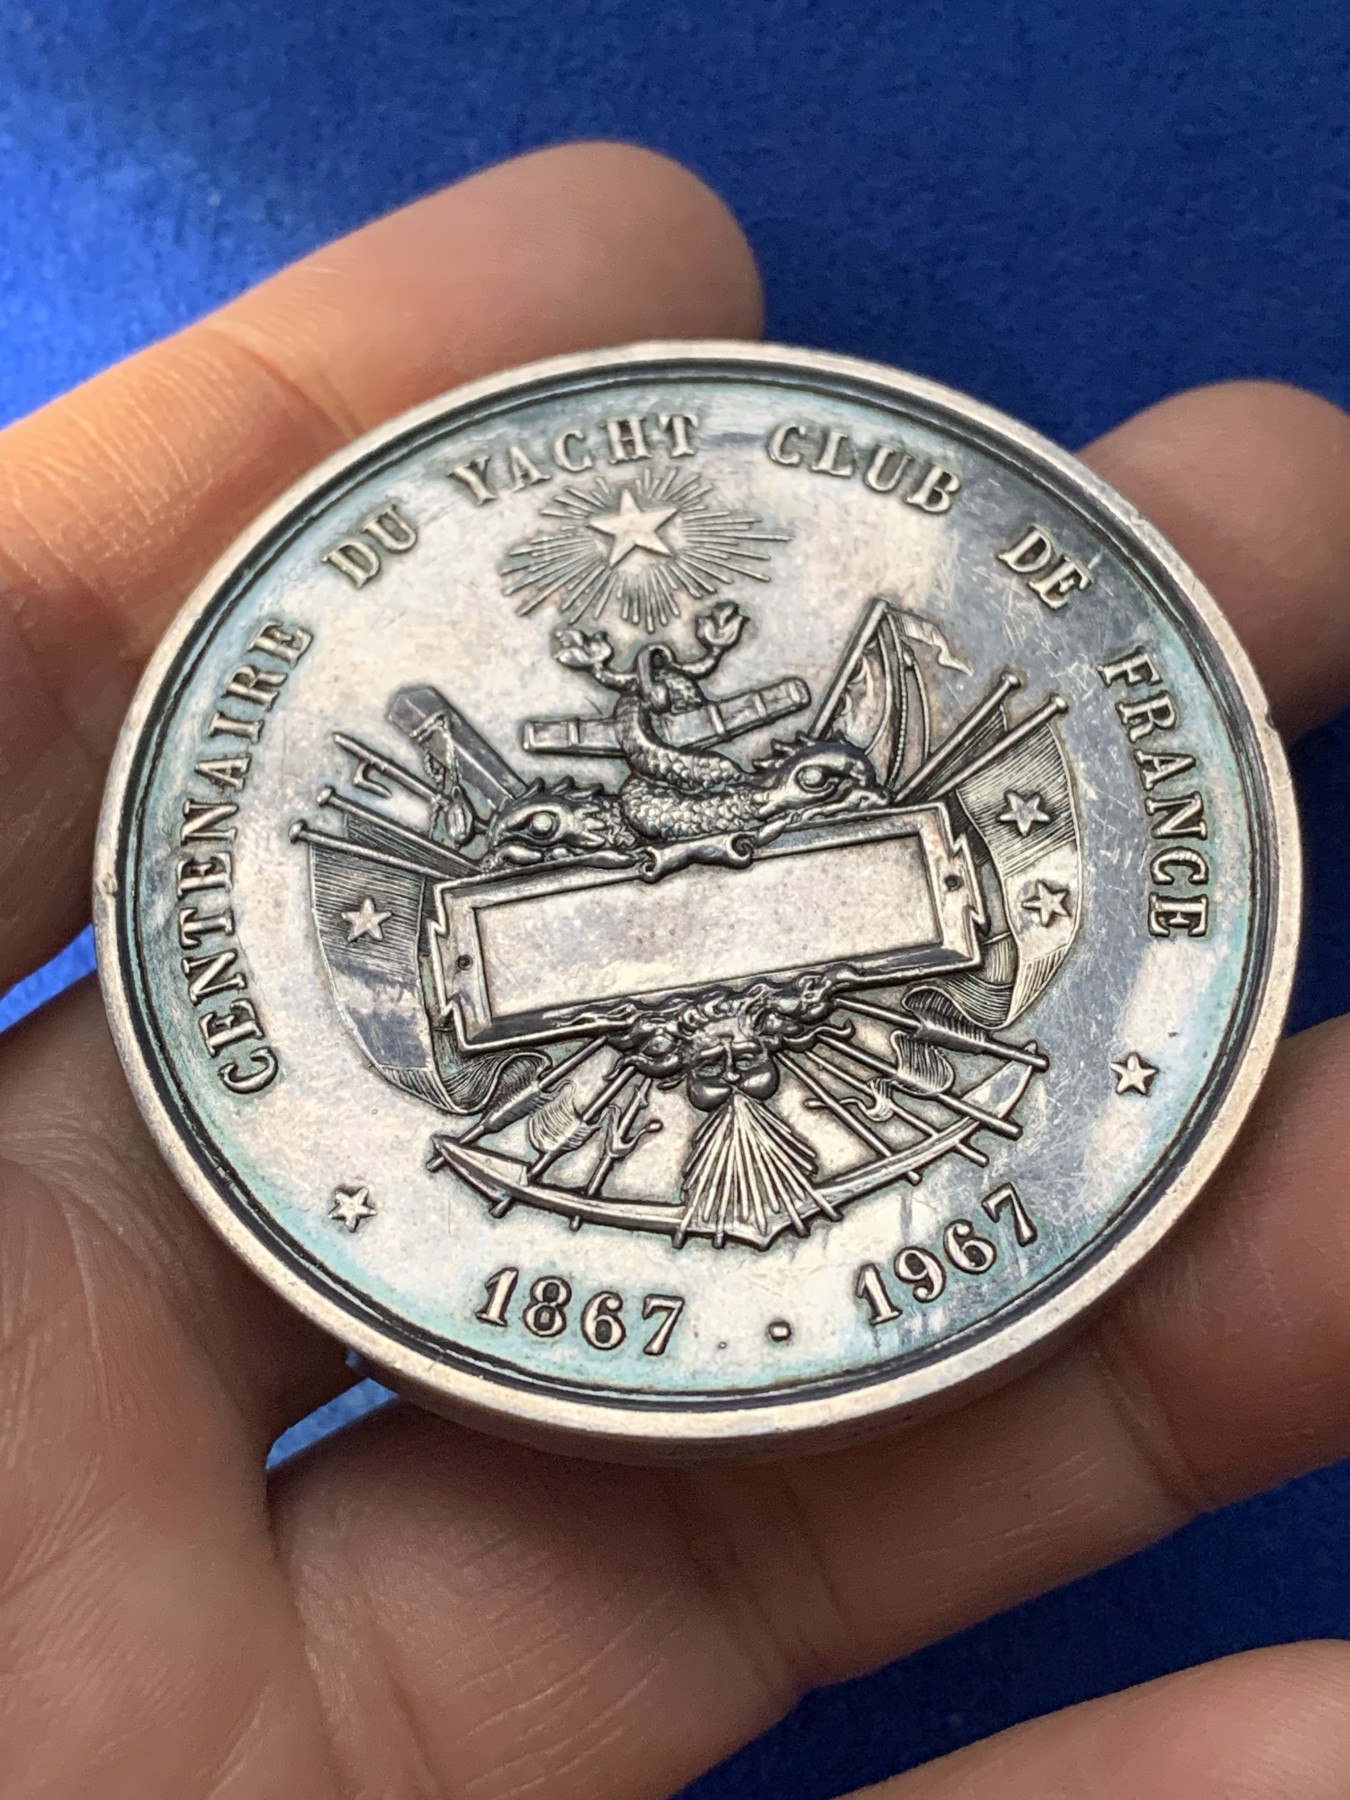 CENTENAIRE DU YACHT CLUB DE FRANCE
1867 • 1967